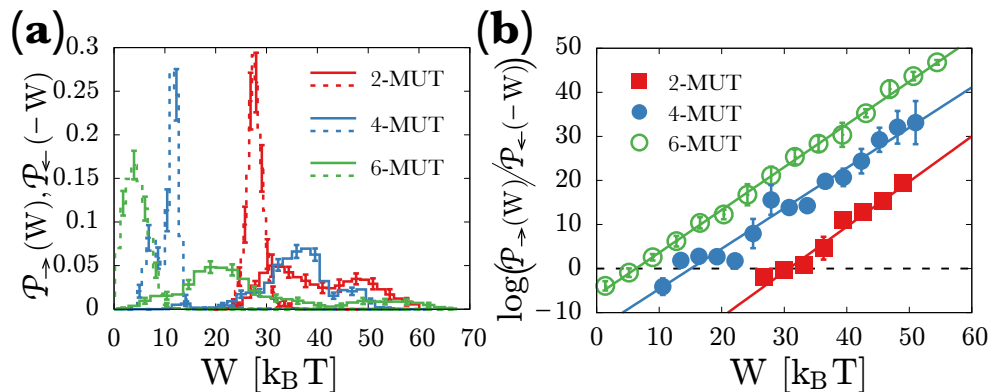 (a)
𝒫→(W), 𝒫←(−W)
0.3
0.25
0.2
0.15
0.1
0.05
0
2-MUT
4-MUT
6-MUT
0 10 20 30 40 50 60 70
W [k_B T]
(b)
log(𝒫→(W)/𝒫←(−W))
50
40
30
20
10
0
−10
2-MUT
4-MUT
6-MUT
0 10 20 30 40 50 60
W [k_B T]